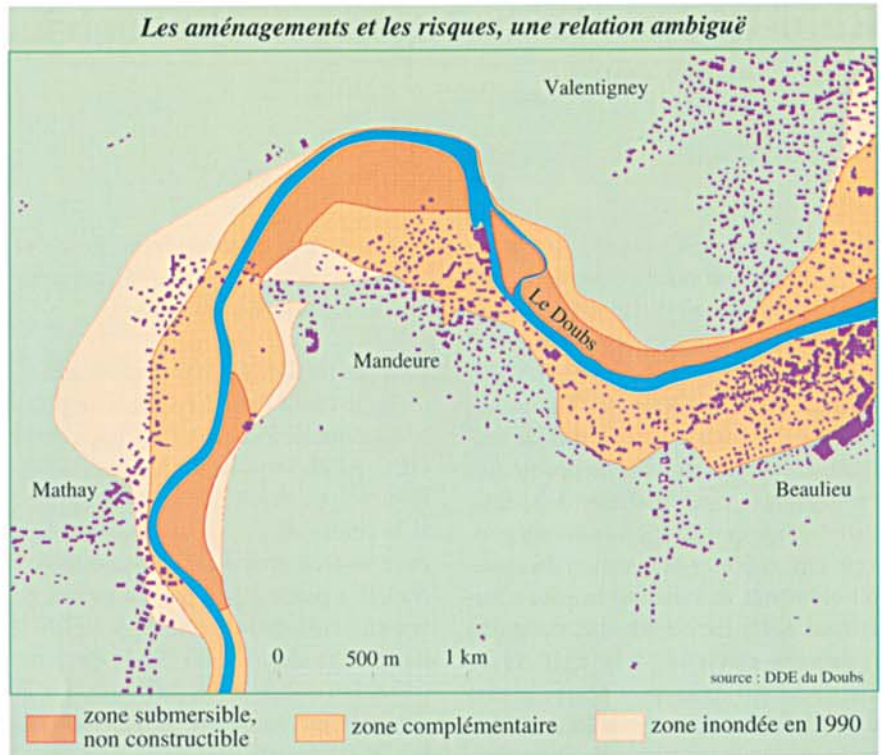 Les aménagements et les risques, une relation ambiguë
Valentigney
Le Doubs
Mandeure
Mathay
Beaulieu
0 500 m 1 km
source : DDE du Doubs
zone submersible,
non constructible
zone complémentaire
zone inondée en 1990